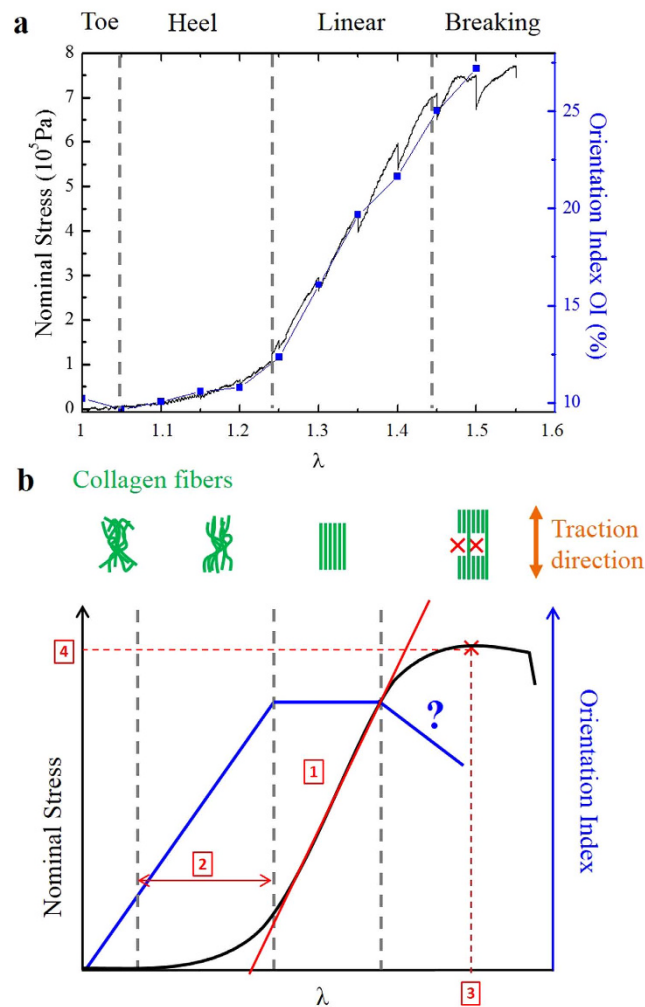 a
Toe Heel Linear Breaking
Nominal Stress (10⁵Pa)
8
7
6
5
4
3
2
1
0
1 1.1 1.2 1.3 1.4 1.5 1.6
λ
25
20
15
10
Orientation Index OI (%)
b
Collagen fibers
Traction
direction
Nominal Stress
4
1
2
?
3
λ
Orientation Index